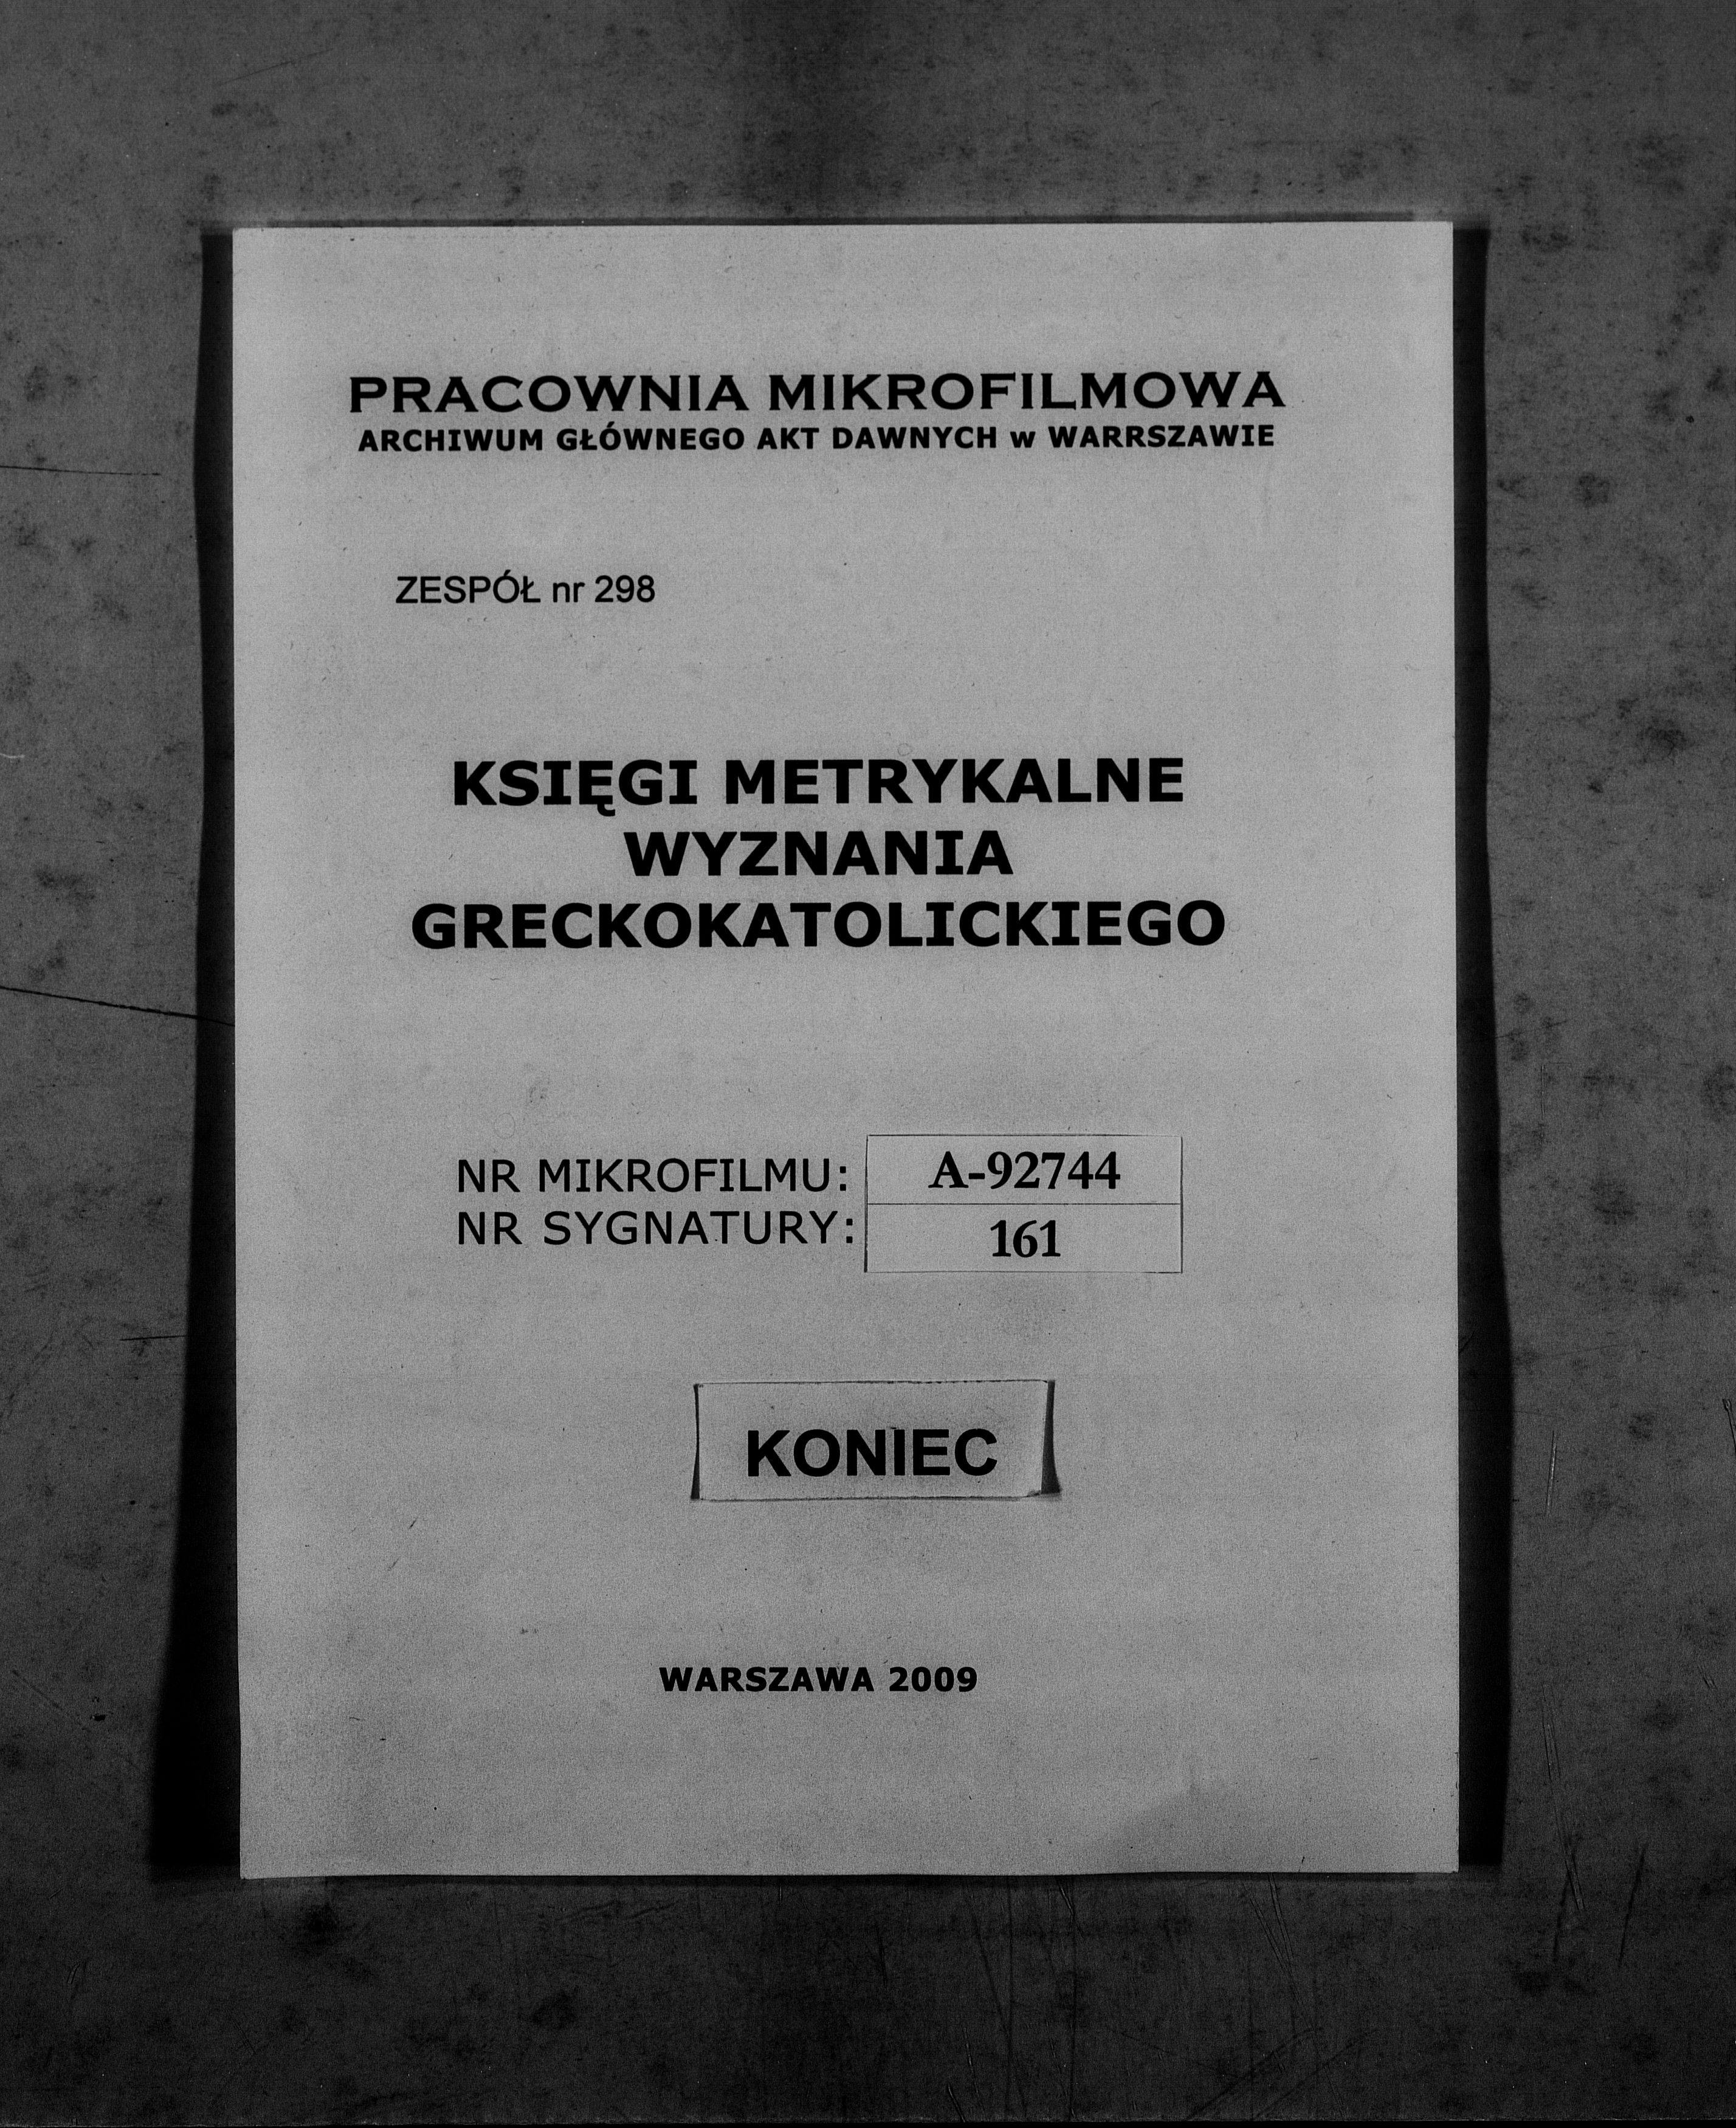 PRACOWNIA MIKROFILMOWA
ARCHIWUM GŁÓWNEGO AKT DAWNYCH w WARRSZAWIE
ZESPÓŁ nr 298
KSIĘGI METRYKALNE
WYZNANIA
GRECKOKATOLICKIEGO
NR MIKROFILMU: A-92744
NR SYGNATURY: 161
KONIEC
WARSZAWA 2009